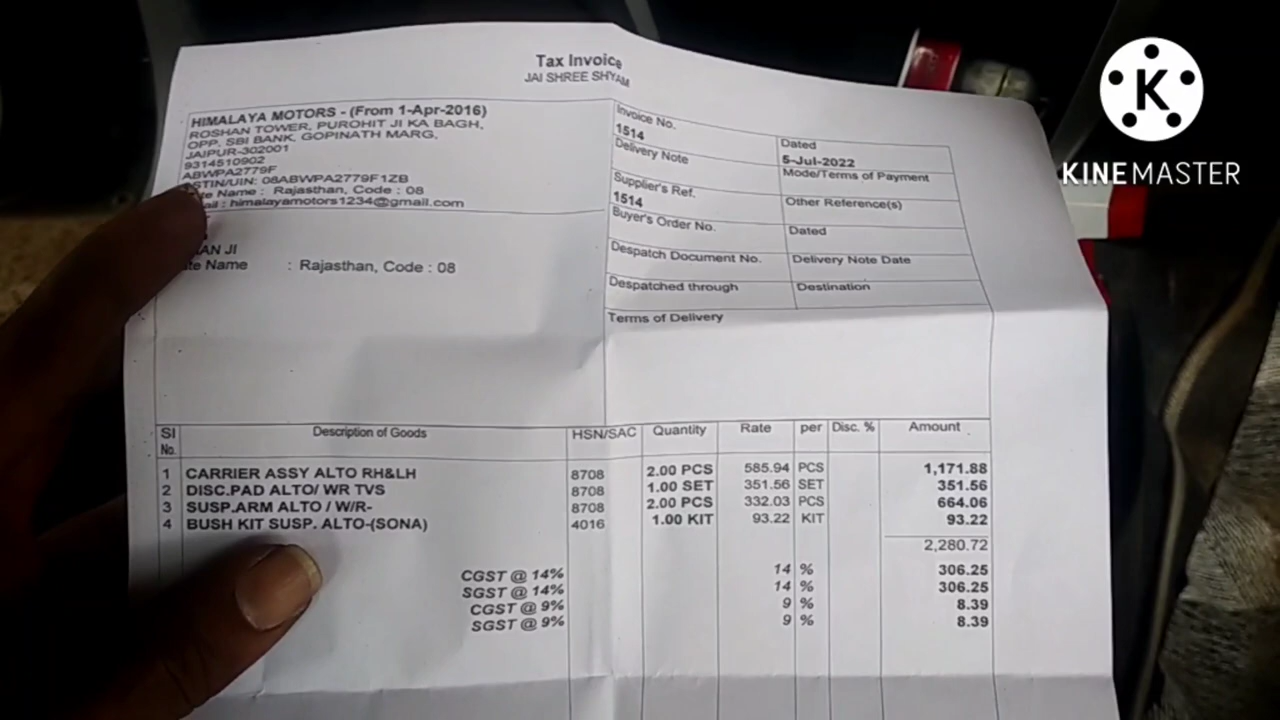 Tax Invoice
JAI SHREE SHYAM
HIMALAYA MOTORS - (From 1-Apr-2016)
ROSHAN TOWER, PUROHIT JI KA BAGH,
OPP, SBI BANK, GOPINATH MARG,
JAIPUR-302001
9314510902
ABWPA2779F
STIN/UIN: 08ABWPA2779F1ZB
te Name : Rajasthan, Code : 08
ail : himalayamotors1234@gmail.com
AN JI
te Name : Rajasthan, Code : 08
Invoice No.
1514
Dated
5-Jul-2022
Delivery Note
Mode/Terms of Payment
Supplier's Ref.
1514
Other Reference(s)
Buyer's Order No.
Dated
Despatch Document No.
Delivery Note Date
Despatched through
Destination
Terms of Delivery
SI No. Description of Goods HSN/SAC Quantity Rate per Disc. % Amount
1 CARRIER ASSY ALTO RH&LH 8708 2.00 PCS 585.94 PCS 1,171.88
2 DISC.PAD ALTO/ WR TVS 8708 1.00 SET 351.56 SET 351.56
3 SUSP.ARM ALTO / W/R- 8708 2.00 PCS 332.03 PCS 664.06
4 BUSH KIT SUSP. ALTO-(SONA) 4016 1.00 KIT 93.22 KIT 93.22
2,280.72
CGST @ 14% 14 % 306.25
SGST @ 14% 14 % 306.25
CGST @ 9% 9 % 8.39
SGST @ 9% 9 % 8.39
K
KINEMASTER